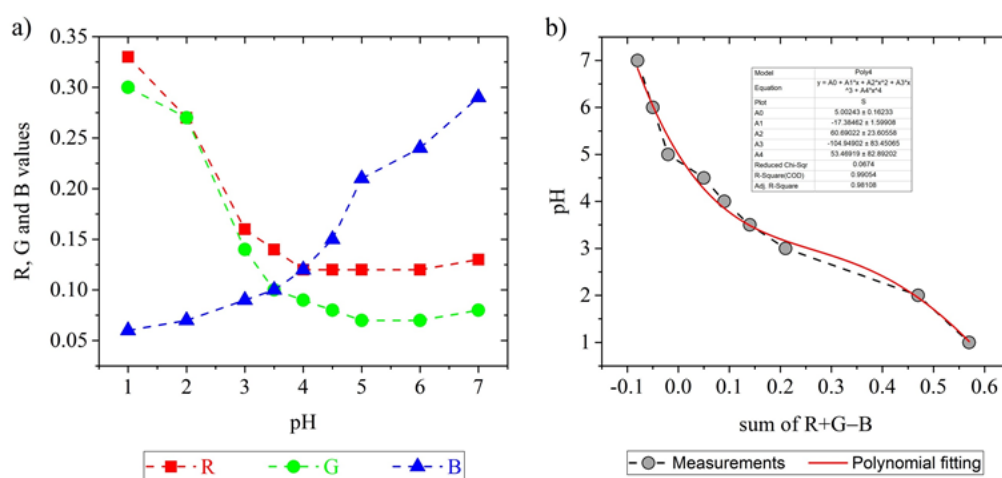 a)
0.35
0.30
0.25
0.20
0.15
0.10
0.05
R, G and B values
1 2 3 4 5 6 7
pH
R G B
b)
7
6
5
4
3
2
1
pH
Model Poly4
Equation y = A0 + A1*x + A2*x^2 + A3*x
^3 + A4*x^4
Plot S
A0 5.00243 ± 0.16233
A1 -17.38462 ± 1.59908
A2 60.69022 ± 23.60558
A3 -104.94902 ± 83.45065
A4 53.46919 ± 82.89202
Reduced Chi-Sqr 0.0674
R-Square(COD) 0.99054
Adj. R-Square 0.98108
-0.1 0.0 0.1 0.2 0.3 0.4 0.5 0.6
sum of R+G–B
Measurements Polynomial fitting